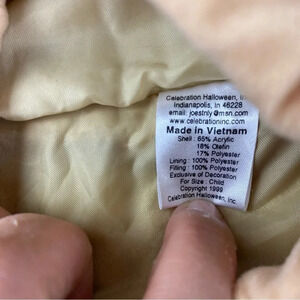 Celebration Halloween, In
Indianapolis, In 46228
email: joestnly@msn.com
www.celebrationinc.com
Made in Vietnam
Shell: 65% Acrylic
18% Olefin
17% Polyester
Lining: 100% Polyester
Filling: 100% Polyester
Exclusive of Decoration
For Size: Child
Copyright 1999
Celebration Halloween, Inc.